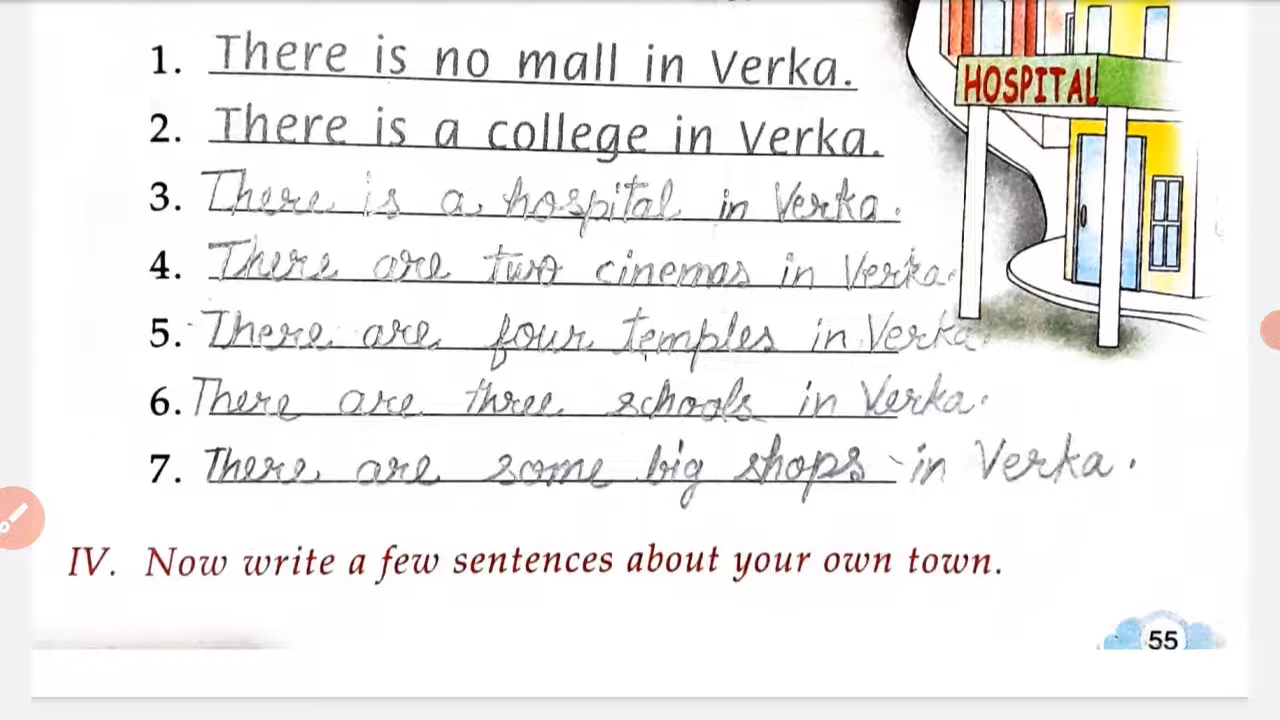 HOSPITAL
1. There is no mall in Verka.
2. There is a college in Verka.
3. There is a hospital in Verka.
4. There are two cinemas in Verka.
5. There are four temples in Verka.
6. There are three schools in Verka.
7. There are some big shops in Verka.
IV. Now write a few sentences about your own town.
55